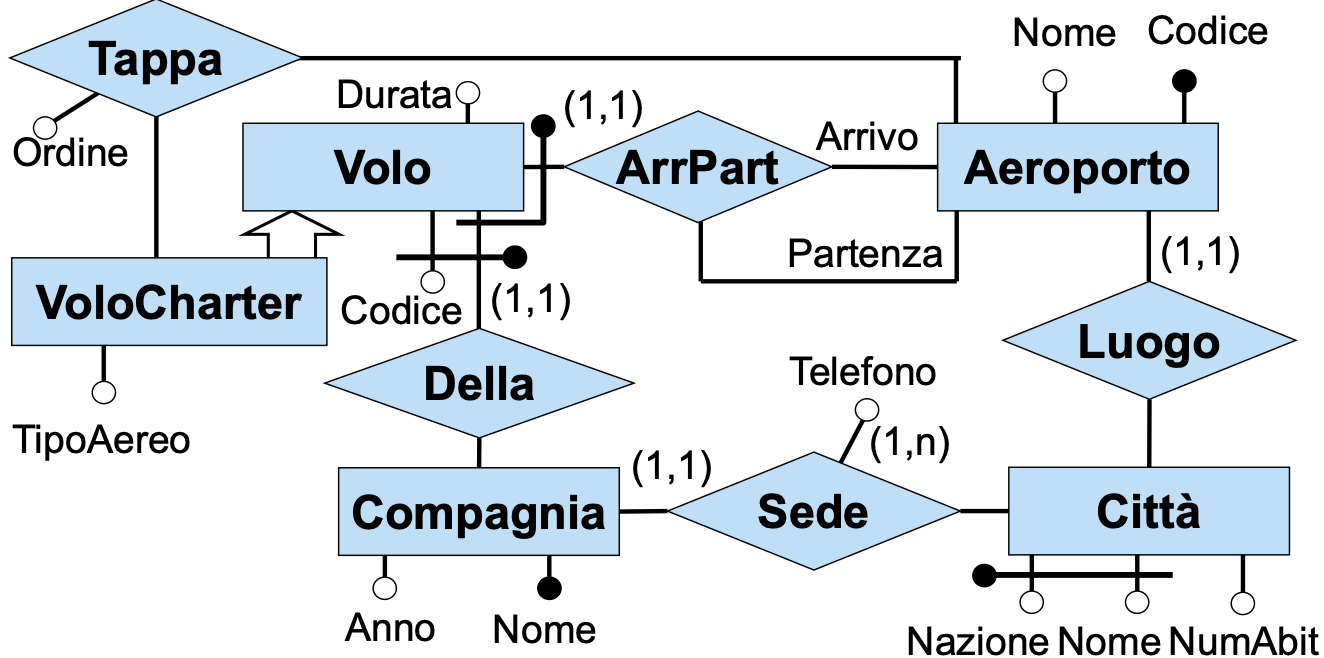 Nome Codice
Tappa
Durata (1,1)
Ordine
Arrivo
Volo ArrPart Aeroporto
Partenza (1,1)
VoloCharter Codice (1,1)
Luogo
Telefono
Della
TipoAereo
(1,1) (1,n)
Compagnia Sede Città
Anno Nome
Nazione Nome NumAbit